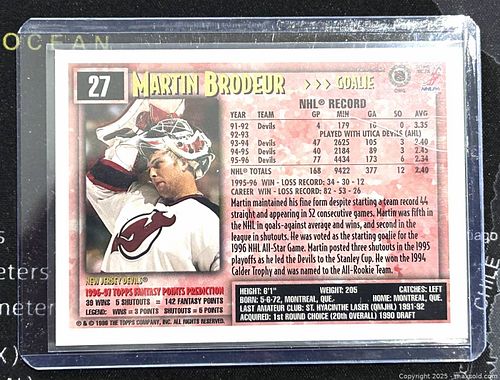 OCEAN
27
MARTIN BRODEUR >>> GOALIE
NHL® RECORD
YEAR TEAM GP MIN GA SO AVG
91-92 Devils 4 179 10 0 3.35
92-93 PLAYED WITH UTICA DEVILS (AHL)
93-94 Devils 47 2625 105 3 2.40
94-95 Devils 40 2184 89 3 2.45
95-96 Devils 77 4434 173 6 2.34
NHL® TOTALS 168 9422 377 12 2.40
1995-96 WIN - LOSS RECORD: 34 - 30 - 12
CAREER WIN - LOSS RECORD: 82 - 53 - 26
Martin maintained his fine form despite starting a team record 44
straight and appearing in 52 consecutive games. Martin was fifth in
the NHL in goals-against average and wins, and second in the
league in shutouts. He was voted as the starting goalie for the
1996 NHL All-Star Game. Martin posted three shutouts in the 1995
playoffs as he led the Devils to the Stanley Cup. He won the 1994
Calder Trophy and was named to the All-Rookie Team.
NEW JERSEY DEVILS®
1996-97 TOPPS FANTASY POINTS PREDICTION
39 WINS 5 SHUTOUTS = 142 FANTASY POINTS
LEGEND: WINS = 3 POINTS SHUTOUTS = 5 POINTS
® & © 1996 THE TOPPS COMPANY, INC. ALL RIGHTS RESERVED.
HEIGHT: 6'1" WEIGHT: 205 CATCHES: LEFT
BORN: 5-6-72, MONTREAL, QUE. HOME: MONTREAL, QUE.
LAST AMATEUR CLUB: ST. HYACINTH LASER (QMJHL) 1991-92
ACQUIRED: 1ST ROUND CHOICE (20th OVERALL) 1990 DRAFT
meters
CHILE
Copyright 2025 - maxsold.com